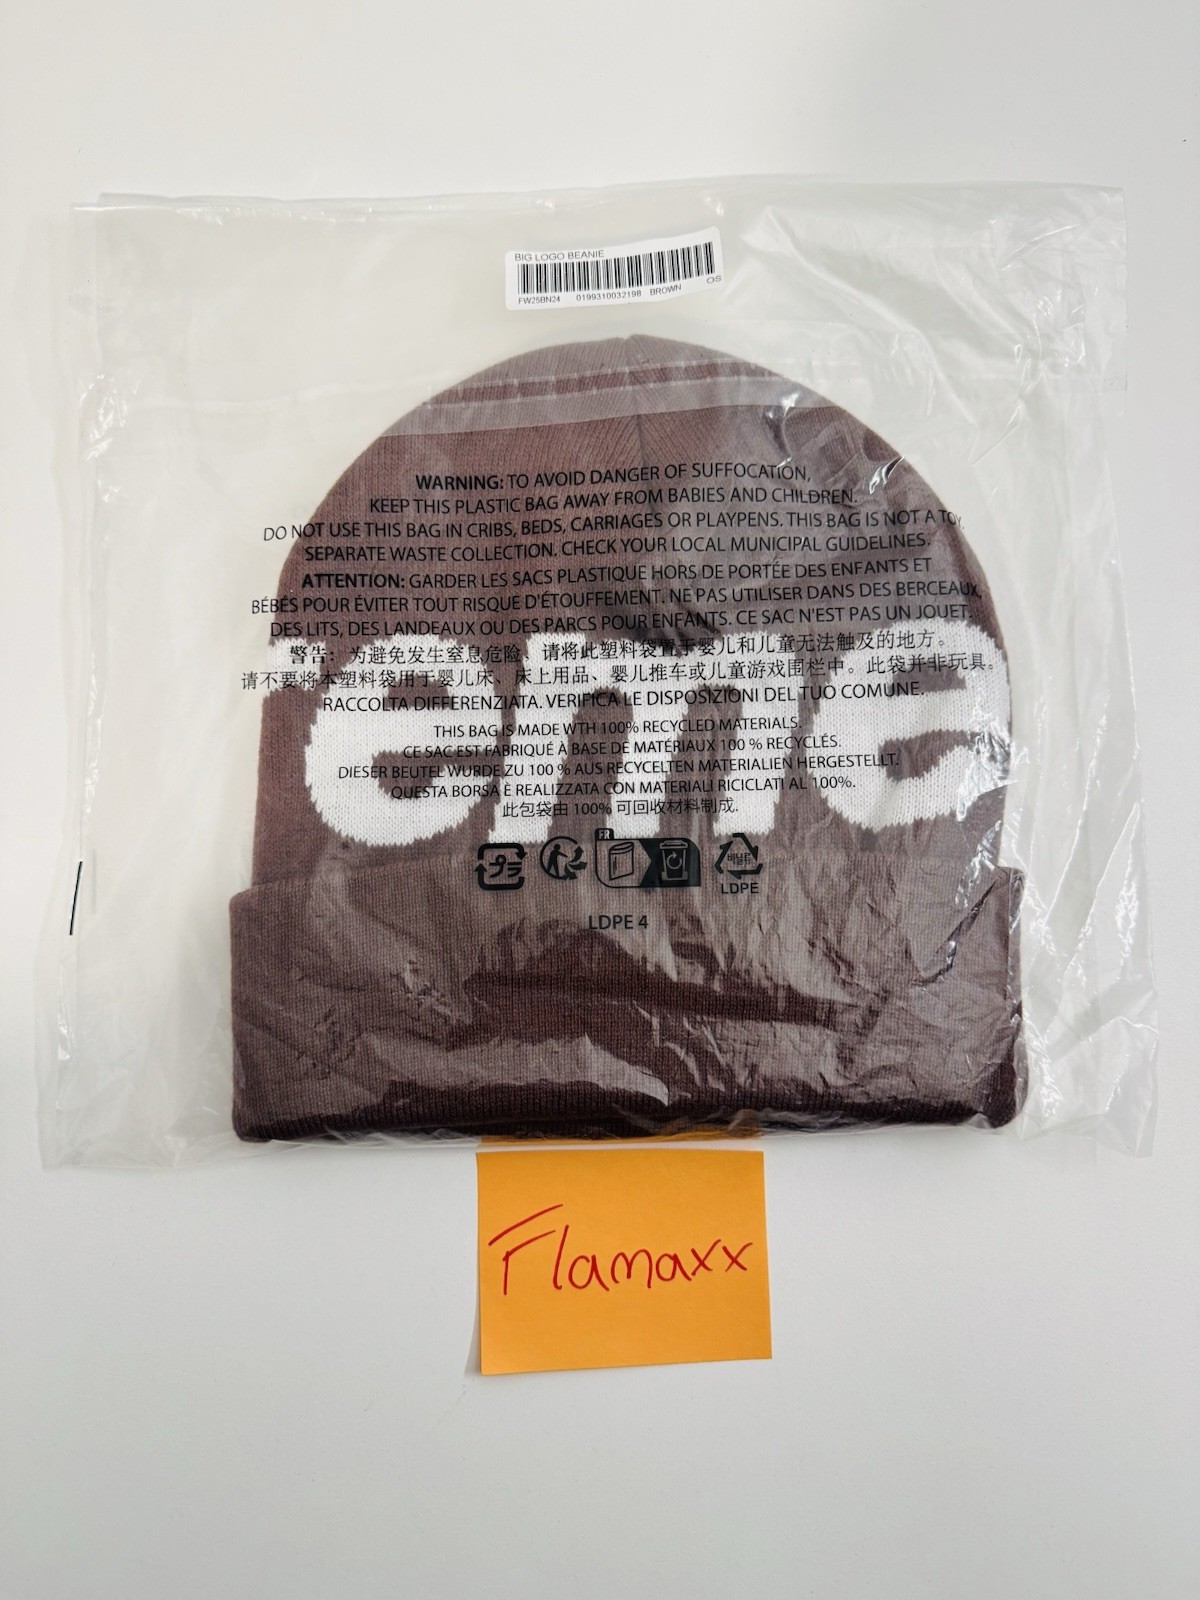 BIG LOGO BEANIE
FW25BN24 0199310032198 BROWN OS
WARNING: TO AVOID DANGER OF SUFFOCATION,
KEEP THIS PLASTIC BAG AWAY FROM BABIES AND CHILDREN.
DO NOT USE THIS BAG IN CRIBS, BEDS, CARRIAGES OR PLAYPENS. THIS BAG IS NOT A TOY.
SEPARATE WASTE COLLECTION. CHECK YOUR LOCAL MUNICIPAL GUIDELINES.
ATTENTION: GARDER LES SACS PLASTIQUE HORS DE PORTÉE DES ENFANTS ET
BÉBÉS POUR ÉVITER TOUT RISQUE D'ÉTOUFFEMENT. NE PAS UTILISER DANS DES BERCEAUX,
DES LITS, DES LANDEAUX OU DES PARCS POUR ENFANTS. CE SAC N'EST PAS UN JOUET.
警告：为避免发生窒息危险、请将此塑料袋置于婴儿和儿童无法触及的地方。
请不要将本塑料袋用于婴儿床、床上用品、婴儿推车或儿童游戏围栏中。此袋并非玩具。
RACCOLTA DIFFERENZIATA. VERIFICA LE DISPOSIZIONI DEL TUO COMUNE.
eme
THIS BAG IS MADE WTH 100% RECYCLED MATERIALS.
CE SAC EST FABRIQUÉ À BASE DE MATÉRIAUX 100 % RECYCLÉS.
DIESER BEUTEL WURDE ZU 100 % AUS RECYCELTEN MATERIALIEN HERGESTELLT.
QUESTA BORSA È REALIZZATA CON MATERIALI RICICLATI AL 100%.
此包袋由 100% 可回收材料制成.
プラ FR 비닐류
LDPE
LDPE 4
Flamaxx